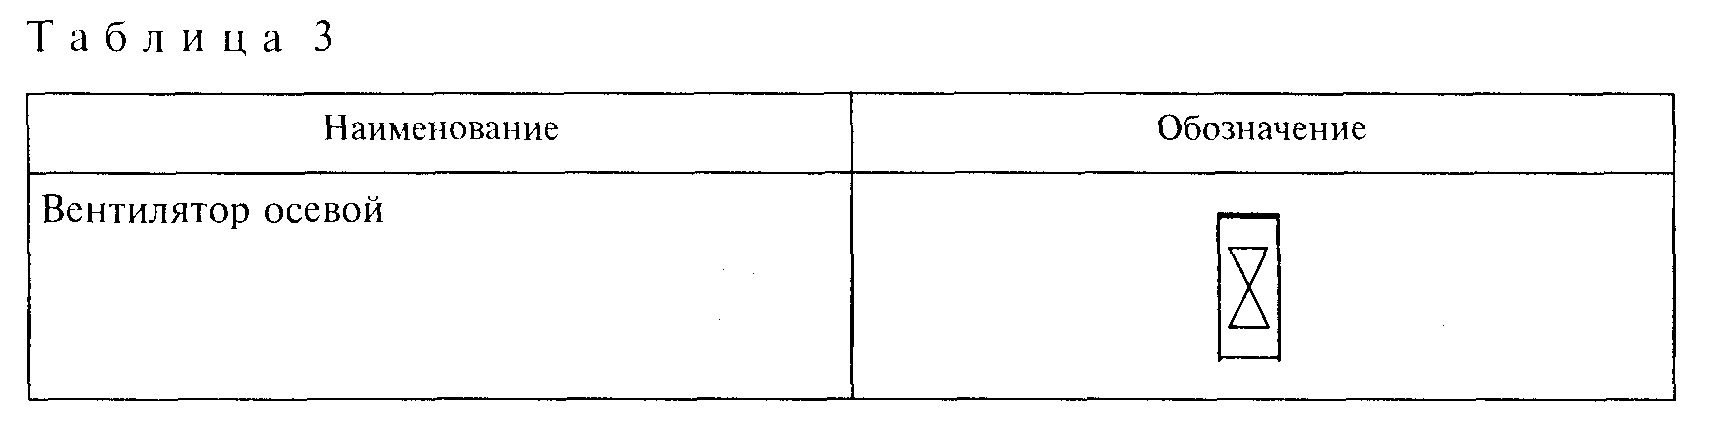 Таблица 3
Наименование
Обозначение
Вентилятор осевой